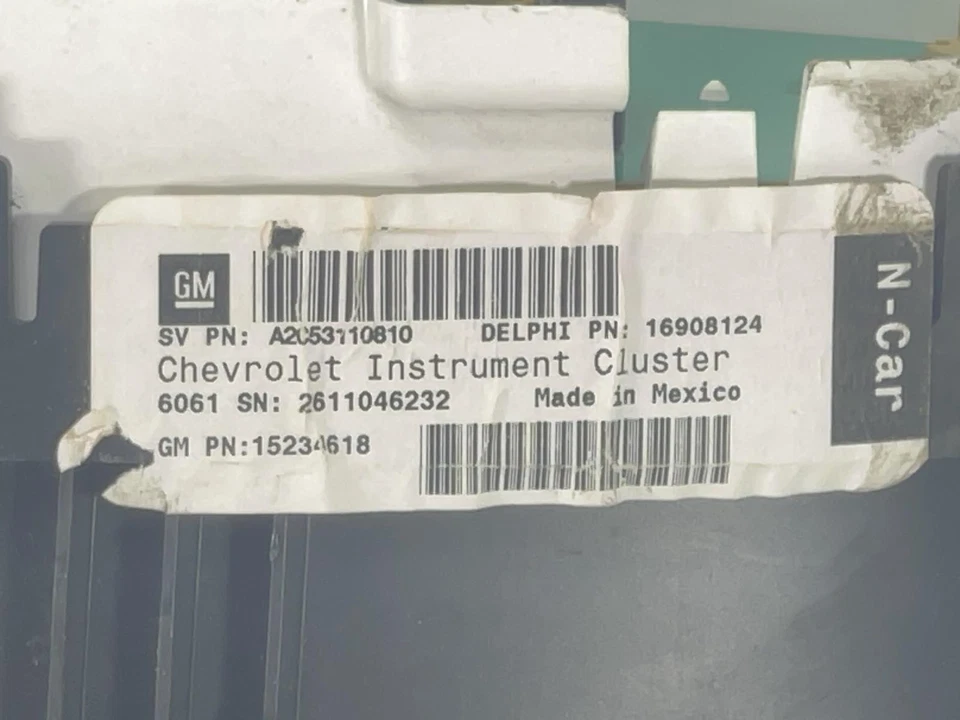 GM
SV PN: A2C53110810 DELPHI PN: 16908124
Chevrolet Instrument Cluster
6061 SN: 2611046232 Made in Mexico
GM PN:15234618
N-Car